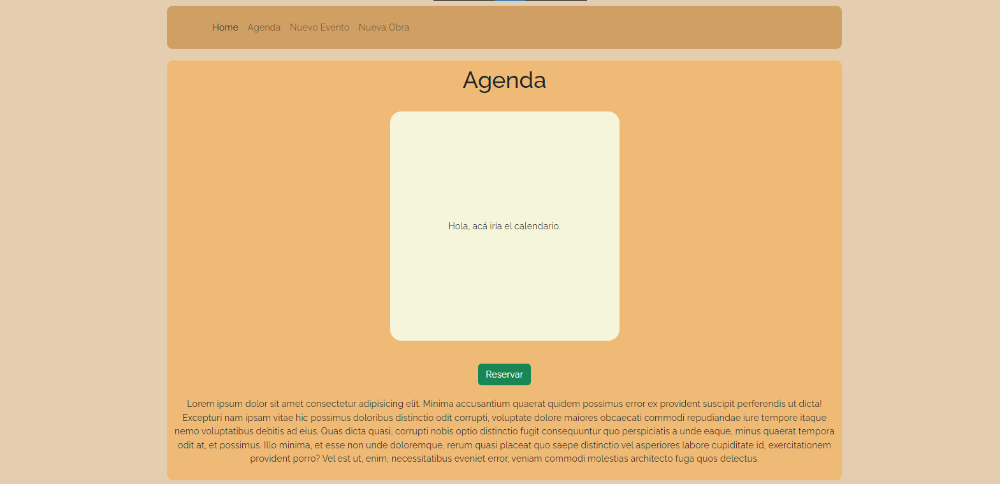 Home Agenda Nuevo Evento Nueva Obra
Agenda
Hola, acá iría el calendario.
Reservar
Lorem ipsum dolor sit amet consectetur adipisicing elit. Minima accusantium quaerat quidem possimus error ex provident suscipit perferendis ut dicta!
Excepturi nam ipsam vitae hic possimus doloribus distinctio odit corrupti, voluptate dolore maiores obcaecati commodi repudiandae iure tempore itaque
nemo voluptatibus debitis ad eius. Quas dicta quasi, corrupti nobis optio distinctio fugit consequuntur quo perspiciatis a unde eaque, minus quaerat tempora
odit at, et possimus. Illo minima, et esse non unde doloremque, rerum quasi placeat quo saepe distinctio vel asperiores labore cupiditate id, exercitationem
provident porro? Vel est ut, enim, necessitatibus eveniet error, veniam commodi molestias architecto fuga quos delectus.